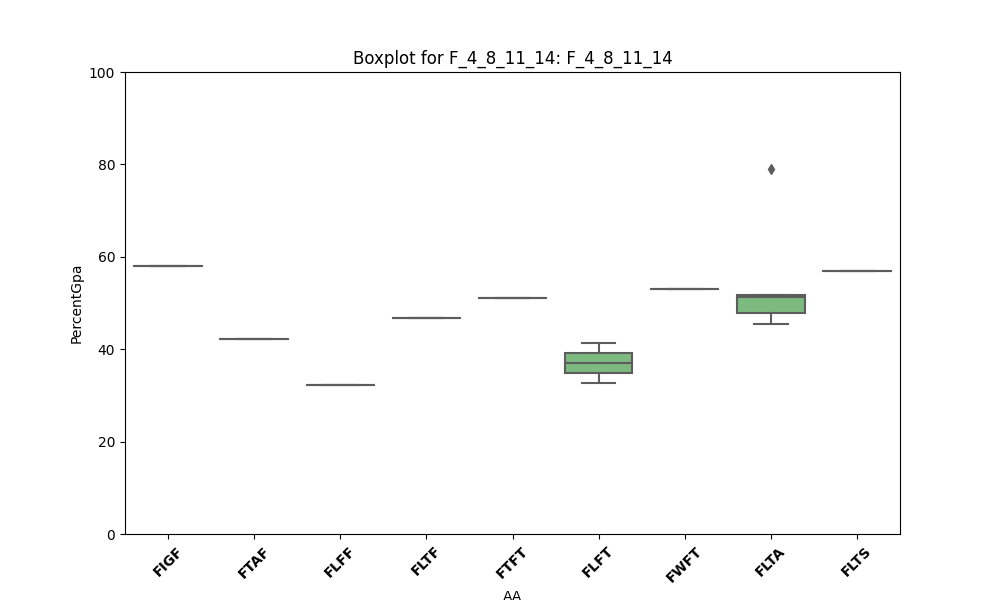 Boxplot for F_4_8_11_14: F_4_8_11_14
100
80
60
40
20
0
PercentGpa
FIGF
FTAF
FLFF
FLTF
FTFT
FLFT
FWFT
FLTA
FLTS
AA